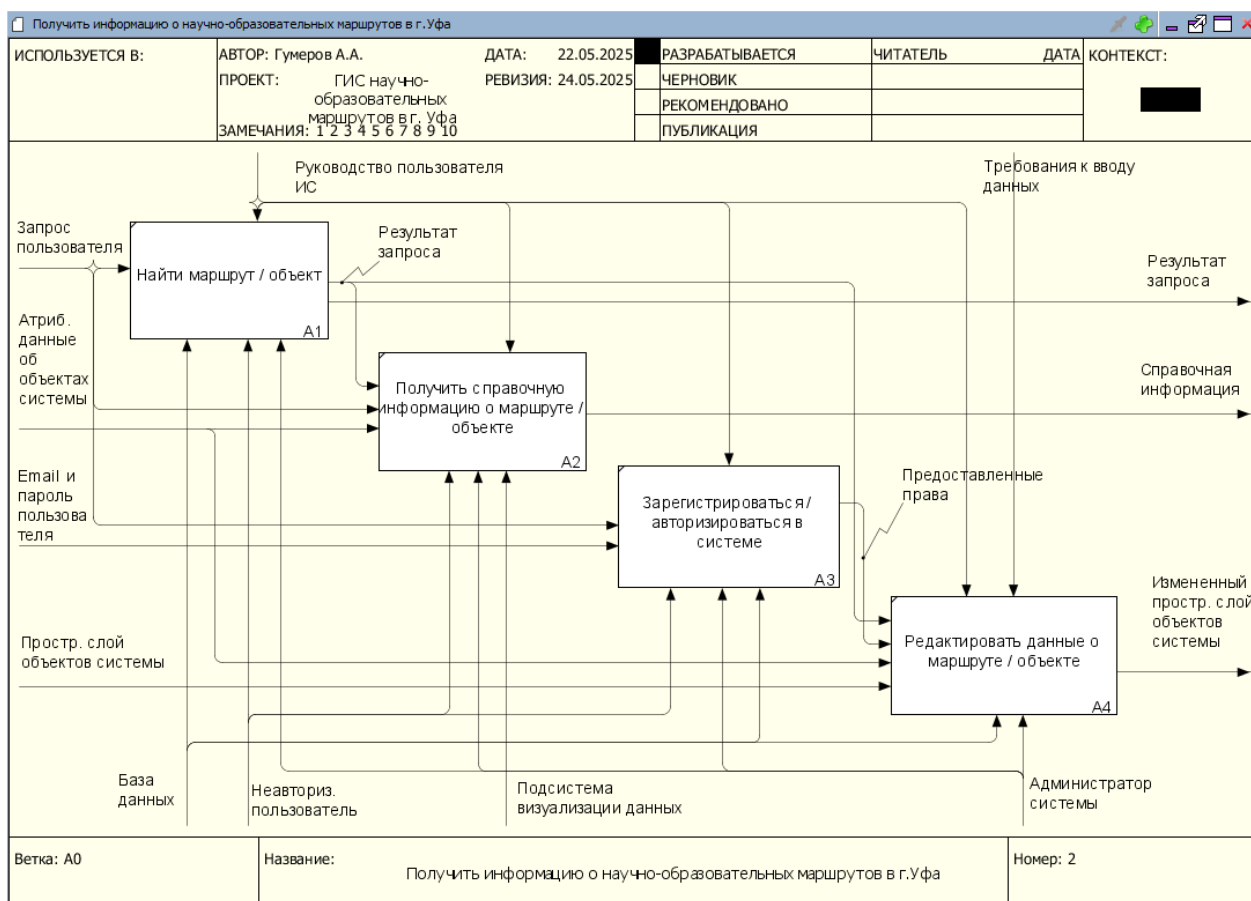 Получить информацию о научно-образовательных маршрутов в г.Уфа
ИСПОЛЬЗУЕТСЯ В:
АВТОР: Гумеров А.А.
ДАТА: 22.05.2025
РАЗРАБАТЫВАЕТСЯ
ЧИТАТЕЛЬ
ДАТА
КОНТЕКСТ:
ПРОЕКТ: ГИС научно-
образовательных
маршрутов в г. Уфа
РЕВИЗИЯ: 24.05.2025
ЧЕРНОВИК
РЕКОМЕНДОВАНО
ЗАМЕЧАНИЯ: 1 2 3 4 5 6 7 8 9 10
ПУБЛИКАЦИЯ
Руководство пользователя
ИС
Требования к вводу
данных
Запрос
пользователя
Найти маршрут / объект
A1
Результат
запроса
Результат
запроса
Атриб.
данные
об
объектах
системы
Получить справочную
информацию о маршруте /
объекте
A2
Справочная
информация
Email и
пароль
пользова
теля
Зарегистрироваться /
авторизироваться в
системе
A3
Предоставленные
права
Измененный
простр. слой
объектов
системы
Простр. слой
объектов системы
Редактировать данные о
маршруте / объекте
A4
База
данных
Неавториз.
пользователь
Подсистема
визуализации данных
Администратор
системы
Ветка: A0
Название:
Получить информацию о научно-образовательных маршрутов в г.Уфа
Номер: 2